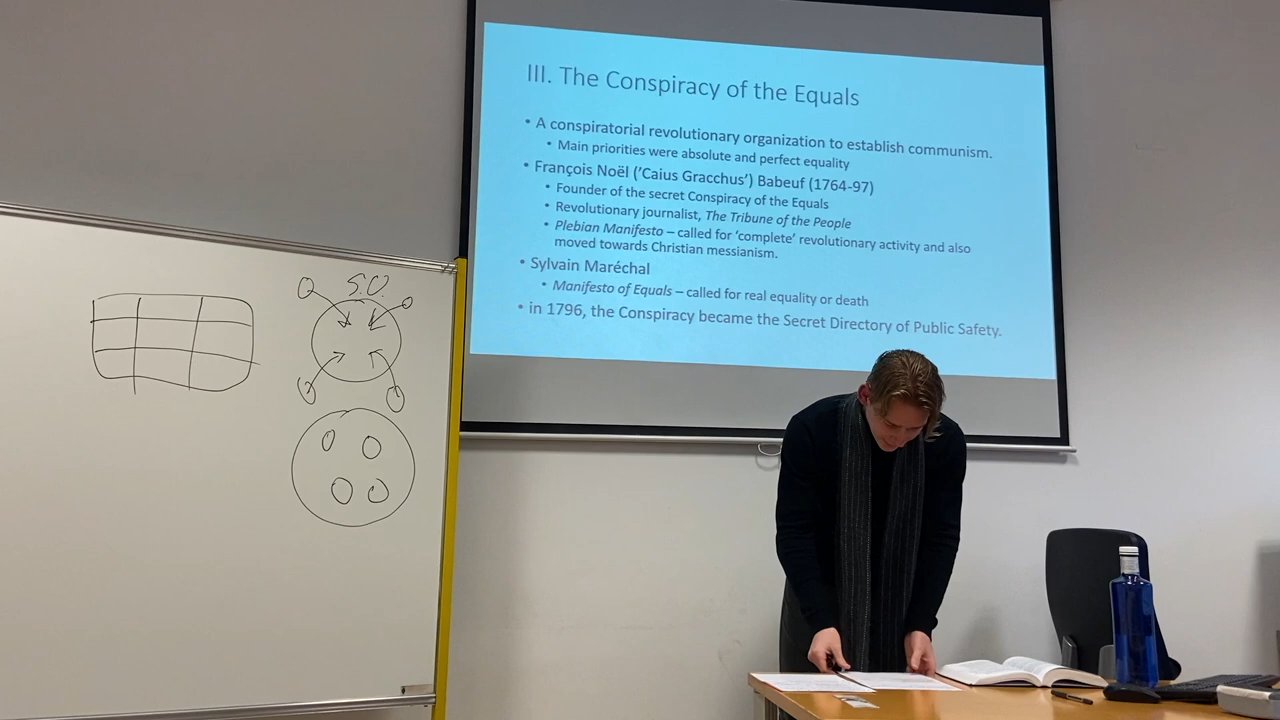 S.O.
III. The Conspiracy of the Equals
• A conspiratorial revolutionary organization to establish communism.
• Main priorities were absolute and perfect equality
• François Noël ('Caius Gracchus') Babeuf (1764-97)
• Founder of the secret Conspiracy of the Equals
• Revolutionary journalist, The Tribune of the People
• Plebian Manifesto – called for 'complete' revolutionary activity and also
moved towards Christian messianism.
• Sylvain Maréchal
• Manifesto of Equals – called for real equality or death
• in 1796, the Conspiracy became the Secret Directory of Public Safety.